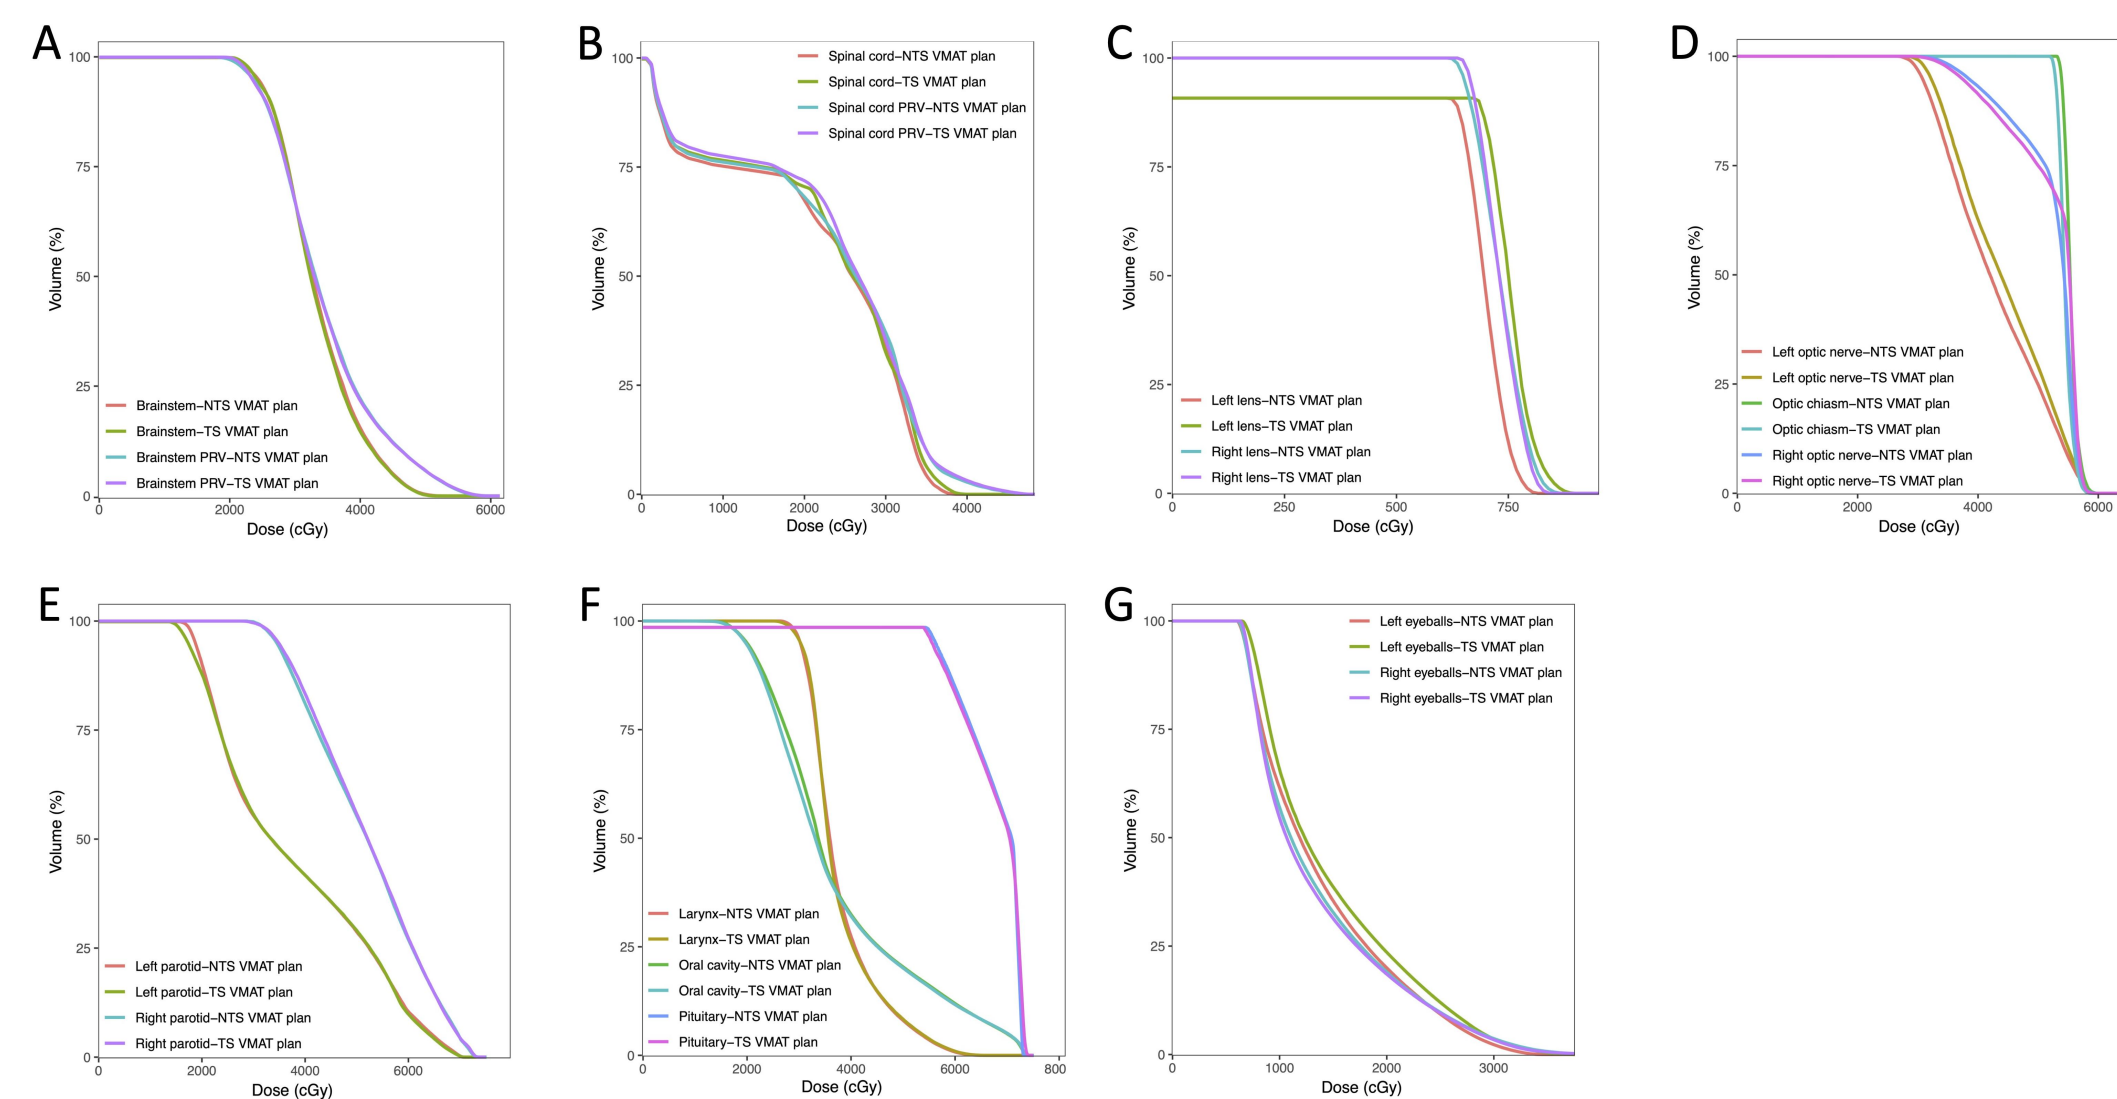 A
100
75
50
25
0
Volume (%)
Brainstem–NTS VMAT plan
Brainstem–TS VMAT plan
Brainstem PRV–NTS VMAT plan
Brainstem PRV–TS VMAT plan
0 2000 4000 6000
Dose (cGy)
B
100
75
50
25
0
Volume (%)
Spinal cord–NTS VMAT plan
Spinal cord–TS VMAT plan
Spinal cord PRV–NTS VMAT plan
Spinal cord PRV–TS VMAT plan
0 1000 2000 3000 4000
Dose (cGy)
C
100
75
50
25
0
Volume (%)
Left lens–NTS VMAT plan
Left lens–TS VMAT plan
Right lens–NTS VMAT plan
Right lens–TS VMAT plan
0 250 500 750
Dose (cGy)
D
100
75
50
25
0
Volume (%)
Left optic nerve–NTS VMAT plan
Left optic nerve–TS VMAT plan
Optic chiasm–NTS VMAT plan
Optic chiasm–TS VMAT plan
Right optic nerve–NTS VMAT plan
Right optic nerve–TS VMAT plan
0 2000 4000 6000
Dose (cGy)
E
100
75
50
25
0
Volume (%)
Left parotid–NTS VMAT plan
Left parotid–TS VMAT plan
Right parotid–NTS VMAT plan
Right parotid–TS VMAT plan
0 2000 4000 6000
Dose (cGy)
F
100
75
50
25
0
Volume (%)
Larynx–NTS VMAT plan
Larynx–TS VMAT plan
Oral cavity–NTS VMAT plan
Oral cavity–TS VMAT plan
Pituitary–NTS VMAT plan
Pituitary–TS VMAT plan
0 2000 4000 6000 800
Dose (cGy)
G
100
75
50
25
0
Volume (%)
Left eyeballs–NTS VMAT plan
Left eyeballs–TS VMAT plan
Right eyeballs–NTS VMAT plan
Right eyeballs–TS VMAT plan
0 1000 2000 3000
Dose (cGy)